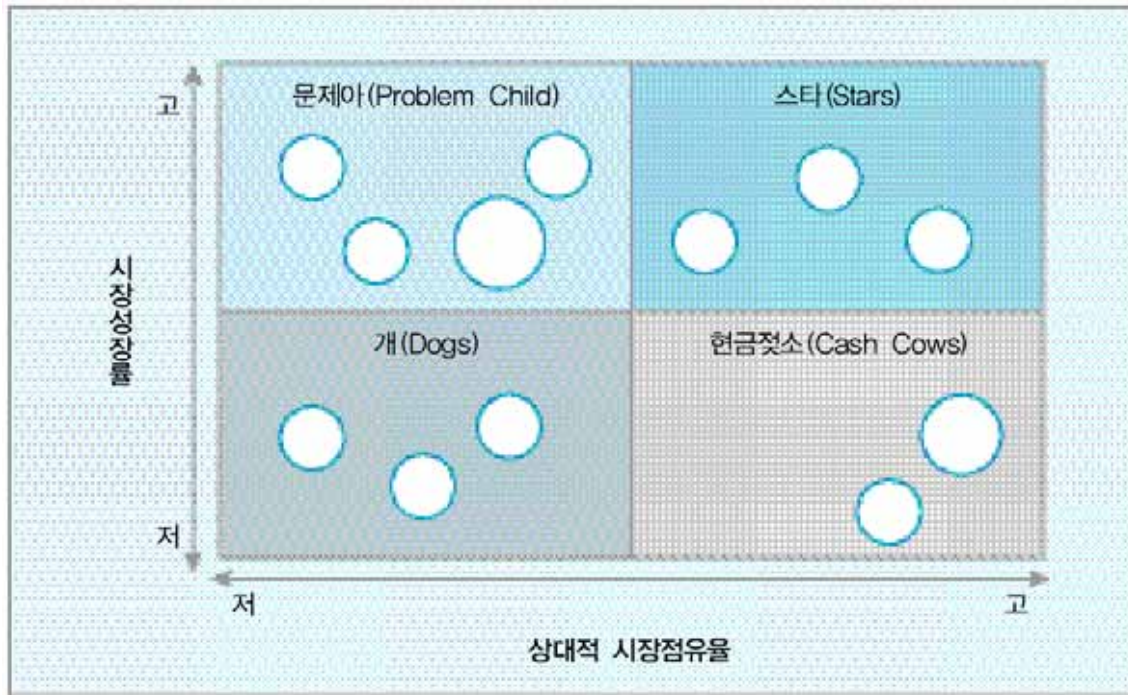 고
문제아(Problem Child)
스타(Stars)
시장성장률
개(Dogs)
현금젖소(Cash Cows)
저
저
고
상대적 시장점유율